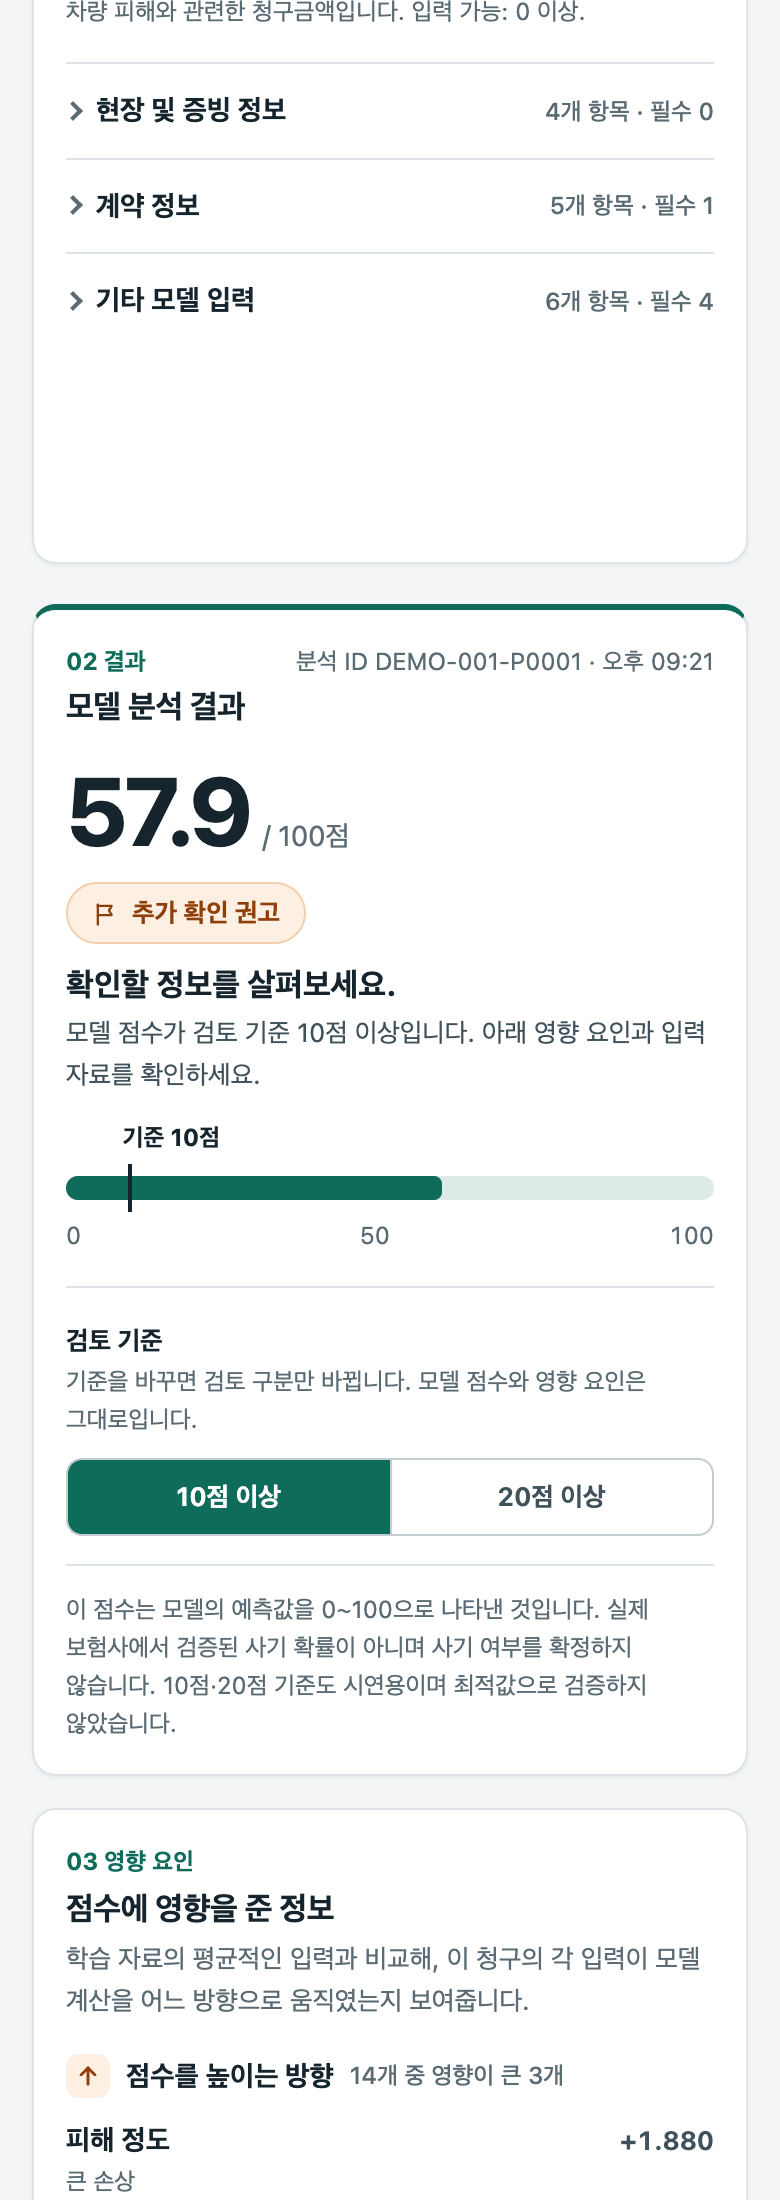 차량 피해와 관련한 청구금액입니다. 입력 가능: 0 이상.
현장 및 증빙 정보 4개 항목 · 필수 0
계약 정보 5개 항목 · 필수 1
기타 모델 입력 6개 항목 · 필수 4
02 결과 분석 ID DEMO-001-P0001 · 오후 09:21
모델 분석 결과
57.9 / 100점
추가 확인 권고
확인할 정보를 살펴보세요.
모델 점수가 검토 기준 10점 이상입니다. 아래 영향 요인과 입력
자료를 확인하세요.
기준 10점
0 50 100
검토 기준
기준을 바꾸면 검토 구분만 바뀝니다. 모델 점수와 영향 요인은
그대로입니다.
10점 이상 20점 이상
이 점수는 모델의 예측값을 0~100으로 나타낸 것입니다. 실제
보험사에서 검증된 사기 확률이 아니며 사기 여부를 확정하지
않습니다. 10점·20점 기준도 시연용이며 최적값으로 검증하지
않았습니다.
03 영향 요인
점수에 영향을 준 정보
학습 자료의 평균적인 입력과 비교해, 이 청구의 각 입력이 모델
계산을 어느 방향으로 움직였는지 보여줍니다.
점수를 높이는 방향 14개 중 영향이 큰 3개
피해 정도 +1.880
큰 손상